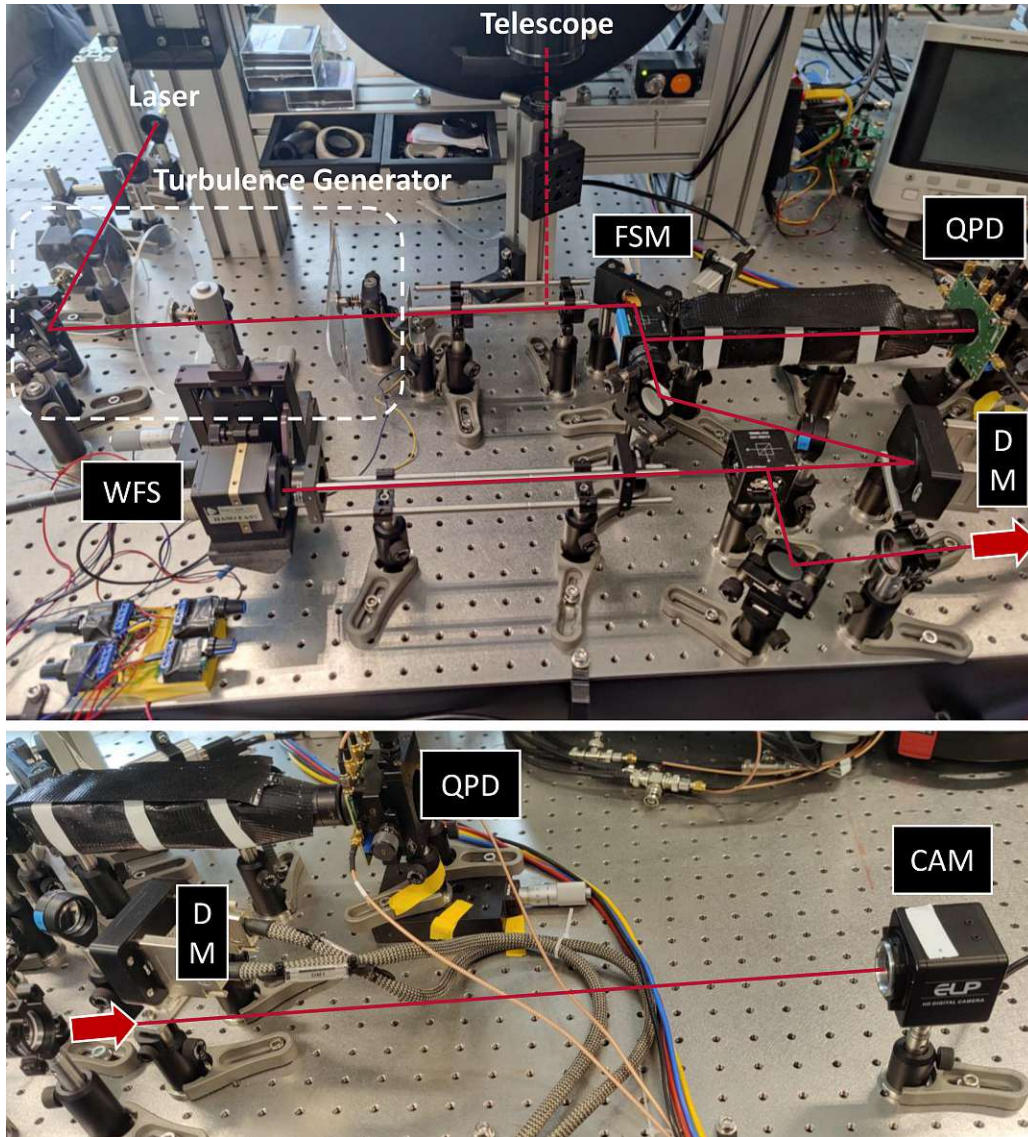 Telescope
Laser
Turbulence Generator
FSM
QPD
WFS
D
M
QPD
D
M
CAM
ELP
HD DIGITAL CAMERA